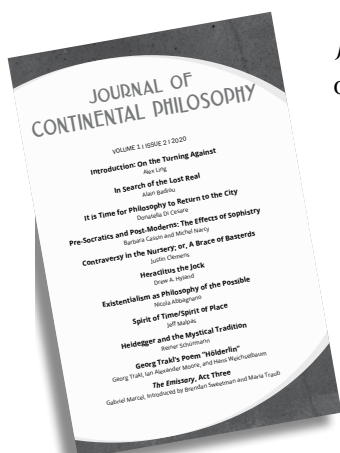 JOURNAL OF
CONTINENTAL PHILOSOPHY
VOLUME 1 | ISSUE 2 | 2020
Introduction: On the Turning Against
Alex Ling
In Search of the Lost Real
Alain Badiou
It is Time for Philosophy to Return to the City
Donatella Di Cesare
Pre-Socratics and Post-Moderns: The Effects of Sophistry
Barbara Cassin and Michel Narcy
Contraversy in the Nursery; or, A Brace of Basterds
Justin Clemens
Heraclitus the Jock
Drew A. Hyland
Existentialism as Philosophy of the Possible
Nicola Abbagnano
Spirit of Time/Spirit of Place
Jeff Malpas
Heidegger and the Mystical Tradition
Reiner Schürmann
Georg Trakl's Poem "Hölderlin"
Georg Trakl, Ian Alexander Moore, and Hans Weichselbaum
The Emissary, Act Three
Gabriel Marcel, Introduced by Brendan Sweetman and Maria Traub